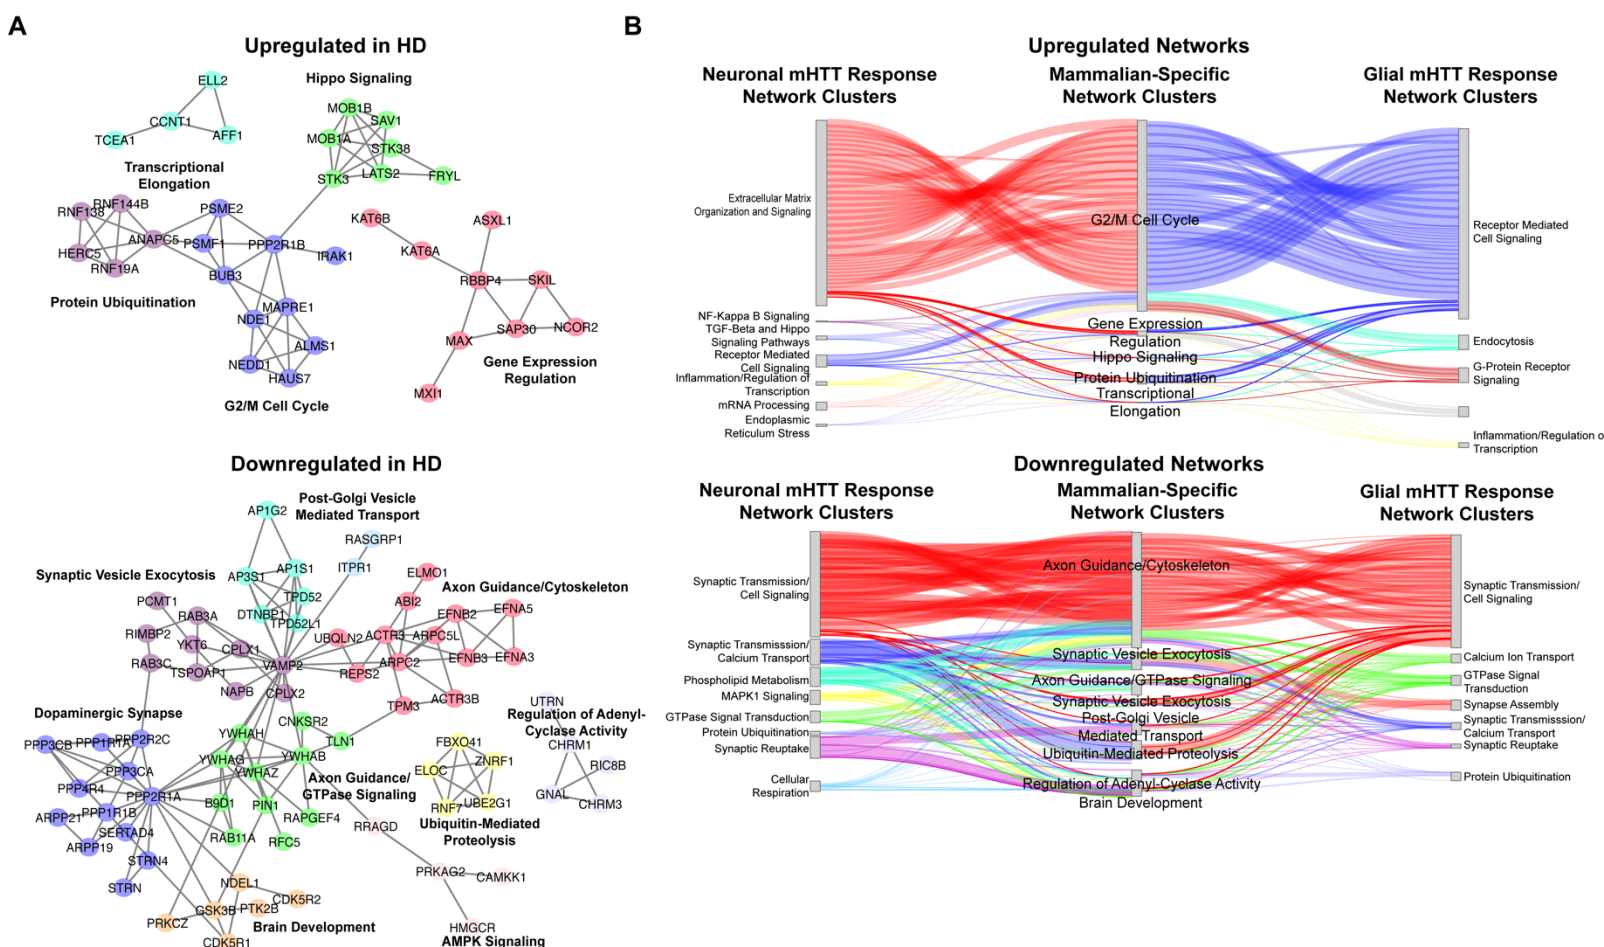 A
Upregulated in HD
Hippo Signaling
ELL2
CCNT1
TCEA1
AFF1
Transcriptional
Elongation
MOB1B
SAV1
MOB1A
STK38
STK3
LATS2
FRYL
RNF144B
RNF138
PSME2
ANAPC5
PSMF1
PPP2R1B
HERC5
RNF19A
BUB3
IRAK1
Protein Ubiquitination
KAT6B
ASXL1
KAT6A
RBBP4
SKIL
MAPRE1
NDE1
SAP30
NCOR2
MAX
ALMS1
NEDD1
HAUS7
MXI1
Gene Expression
Regulation
G2/M Cell Cycle
Downregulated in HD
Post-Golgi Vesicle
Mediated Transport
AP1G2
RASGRP1
ITPR1
Synaptic Vesicle Exocytosis
AP3S1
AP1S1
TPD52
DTNBP1
TPD52L1
ELMO1
Axon Guidance/Cytoskeleton
PCMT1
RAB3A
RIMBP2
YKT6
CPLX1
RAB3C
TSPOAP1
VAMP2
NAPB
CPLX2
ABI2
EFNB2
EFNA5
UBQLN2
ACTR3
ARPC5L
ARPC2
EFNB3
EFNA3
REPS2
ACTR3B
TPM3
Dopaminergic Synapse
CNKSR2
YWHAH
TLN1
PPP3CB
PPP1R1A
PPP2R2C
YWHAG
YWHAB
PPP3CA
YWHAZ
PPP4R4
PPP2R1A
Axon Guidance/
GTPase Signaling
PPP1R1B
B9D1
PIN1
ARPP21
RAPGEF4
SERTAD4
RAB11A
RFC5
ARPP19
STRN4
STRN
UTRN
Regulation of Adenyl-
Cyclase Activity
FBXO41
CHRM1
ELOC
ZNRF1
RIC8B
GNAL
CHRM3
RNF7
UBE2G1
Ubiquitin-Mediated
Proteolysis
RRAGD
NDEL1
PRKAG2
CAMKK1
CDK5R2
GSK3B
PTK2B
PRKCZ
CDK5R1
Brain Development
HMGCR
AMPK Signaling
B
Upregulated Networks
Neuronal mHTT Response
Network Clusters
Mammalian-Specific
Network Clusters
Glial mHTT Response
Network Clusters
Extracellular Matrix
Organization and Signaling
NF-Kappa B Signaling
TGF-Beta and Hippo
Signaling Pathways
Receptor Mediated
Cell Signaling
Inflammation/Regulation of
Transcription
mRNA Processing
Endoplasmic
Reticulum Stress
G2/M Cell Cycle
Gene Expression
Regulation
Hippo Signaling
Protein Ubiquitination
Transcriptional
Elongation
Receptor Mediated
Cell Signaling
Endocytosis
G-Protein Receptor
Signaling
Inflammation/Regulation o
Transcription
Downregulated Networks
Neuronal mHTT Response
Network Clusters
Mammalian-Specific
Network Clusters
Glial mHTT Response
Network Clusters
Synaptic Transmission/
Cell Signaling
Synaptic Transmisssion/
Calcium Transport
Phospholipid Metabolism
MAPK1 Signaling
GTPase Signal Transduction
Protein Ubiquitination
Synaptic Reuptake
Cellular
Respiration
Axon Guidance/Cytoskeleton
Synaptic Vesicle Exocytosis
Axon Guidance/GTPase Signaling
Synaptic Vesicle Exocytosis
Post-Golgi Vesicle
Mediated Transport
Ubiquitin-Mediated Proteolysis
Regulation of Adenyl-Cyclase Activity
Brain Development
Synaptic Transmission/
Cell Signaling
Calcium Ion Transport
GTPase Signal
Transduction
Synapse Assembly
Synaptic Transmisssion/
Calcium Transport
Synaptic Reuptake
Protein Ubiquitination